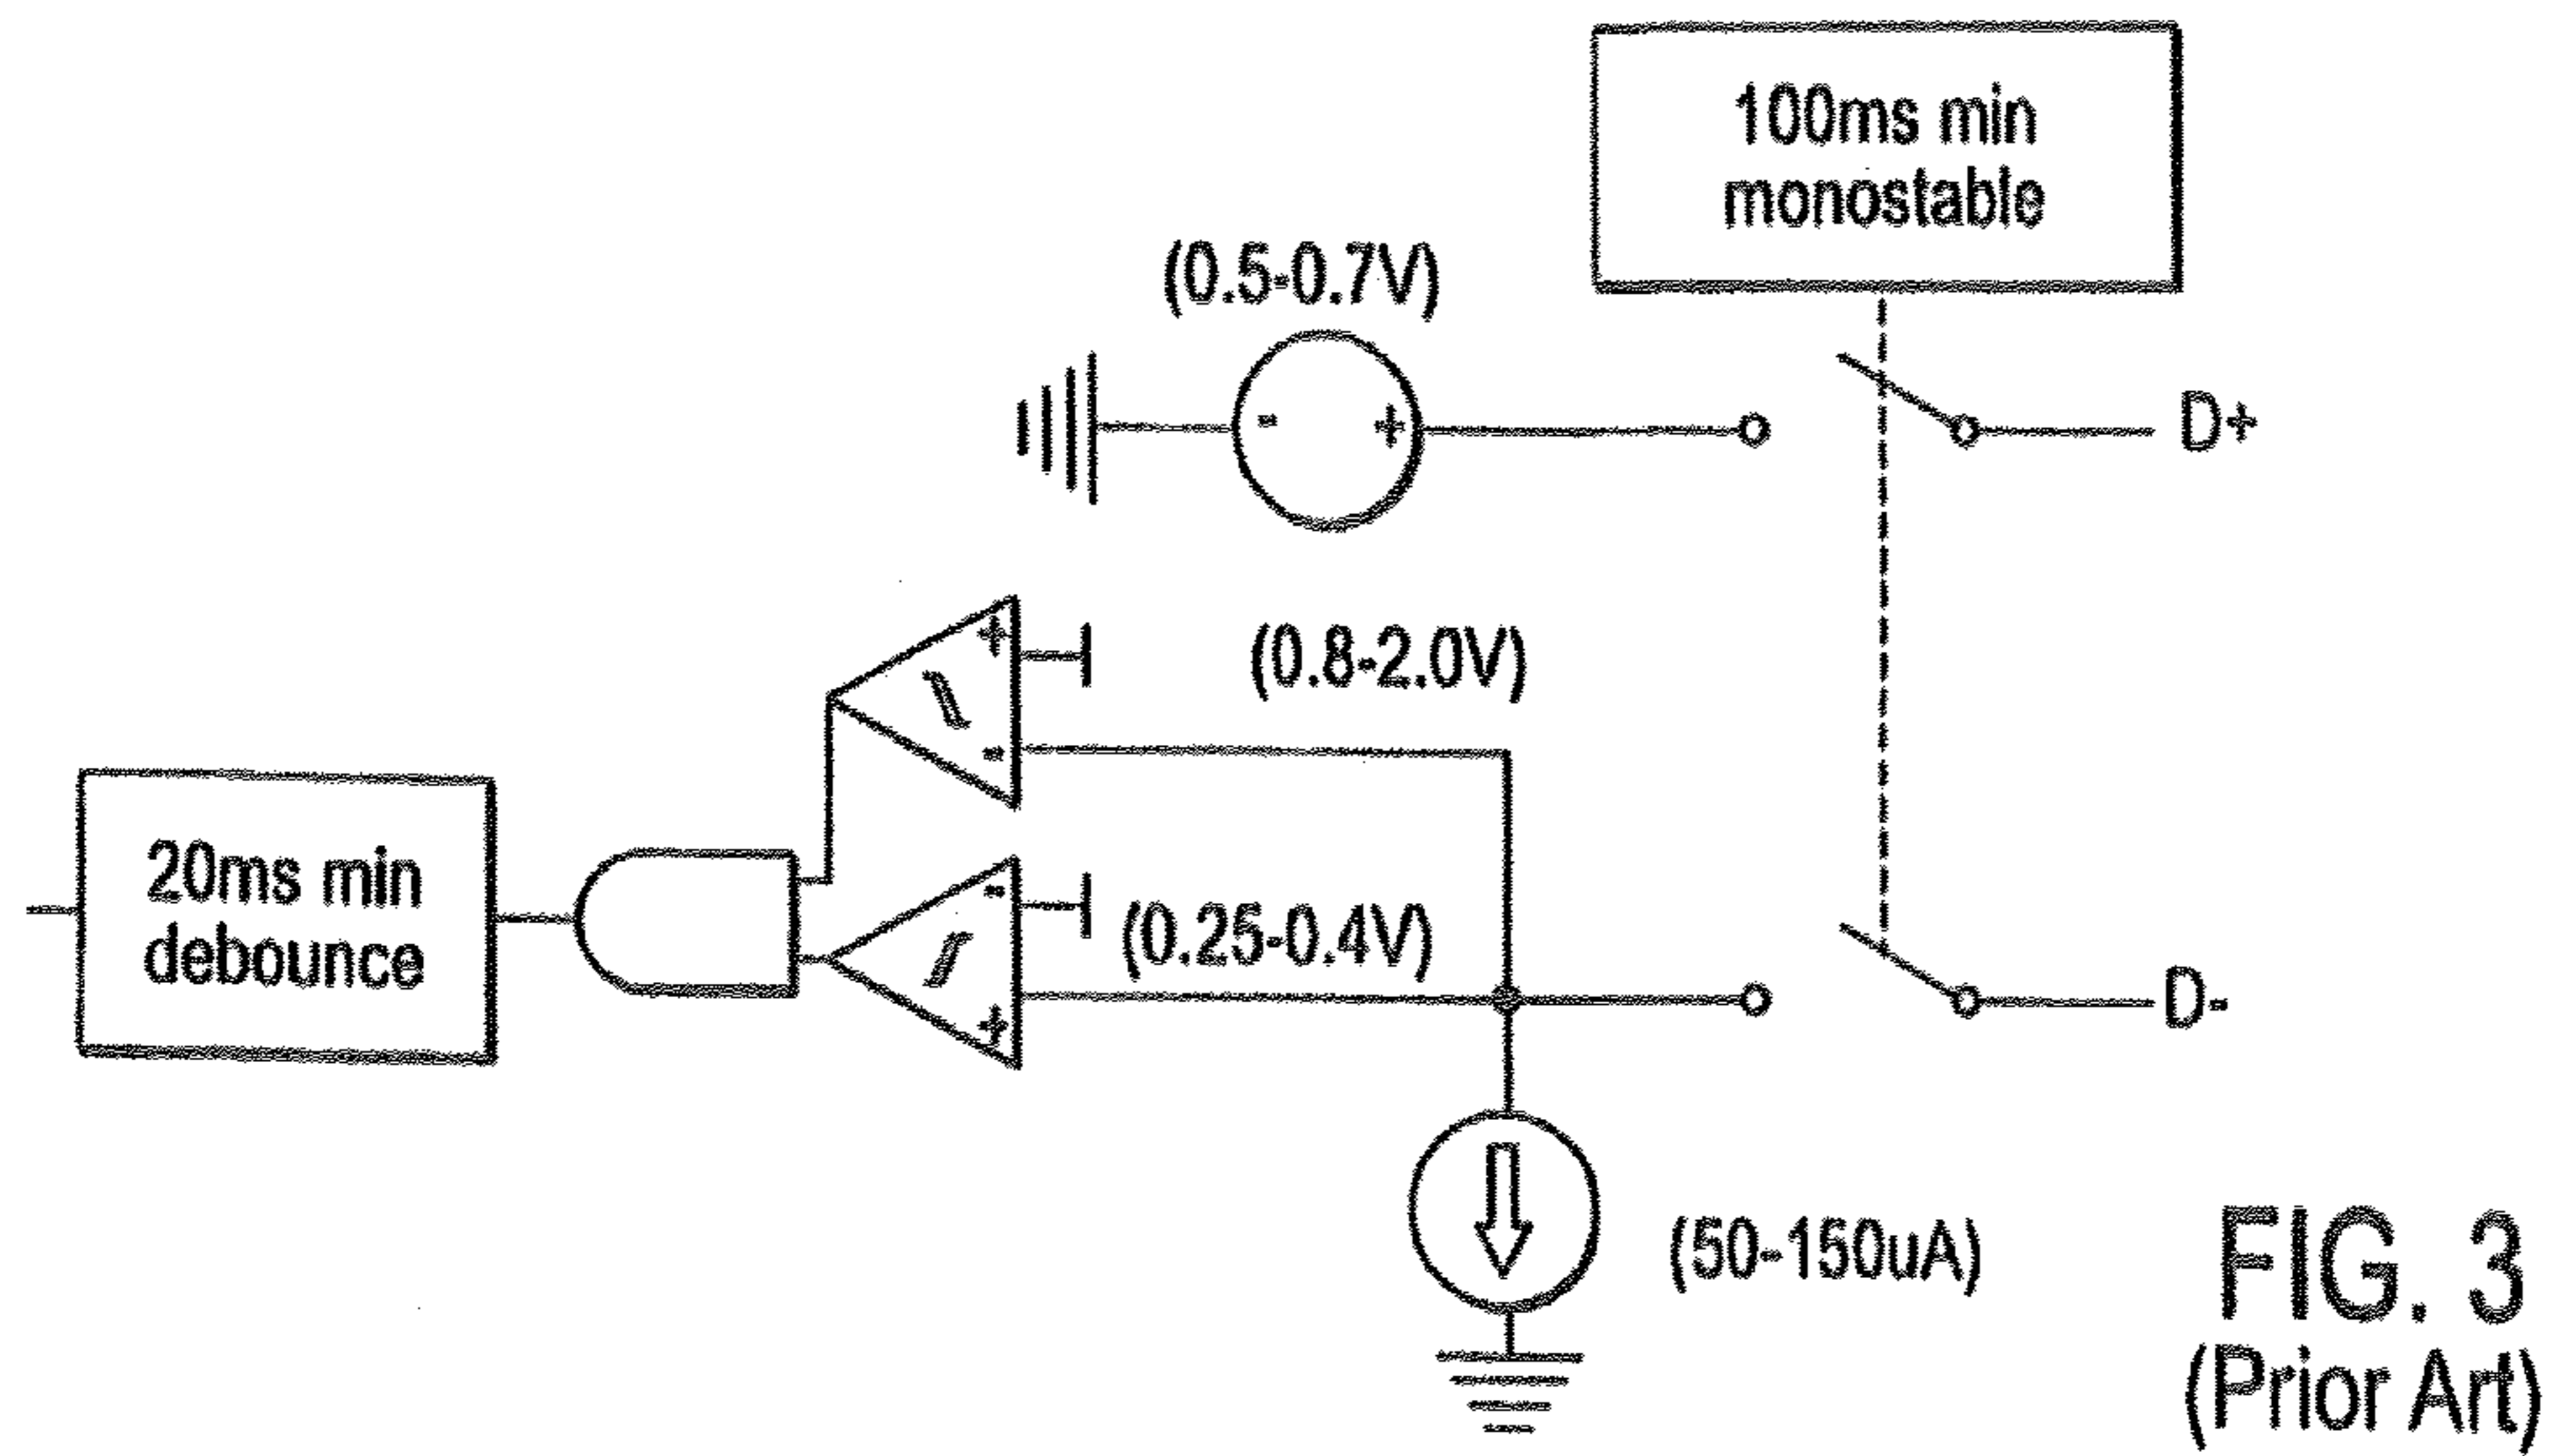 100ms min
monostable
(0.5-0.7V)
- +
D+
+
(0.8-2.0V)
-
20ms min
debounce
-
(0.25-0.4V)
+
D-
(50-150uA)
FIG. 3
(Prior Art)